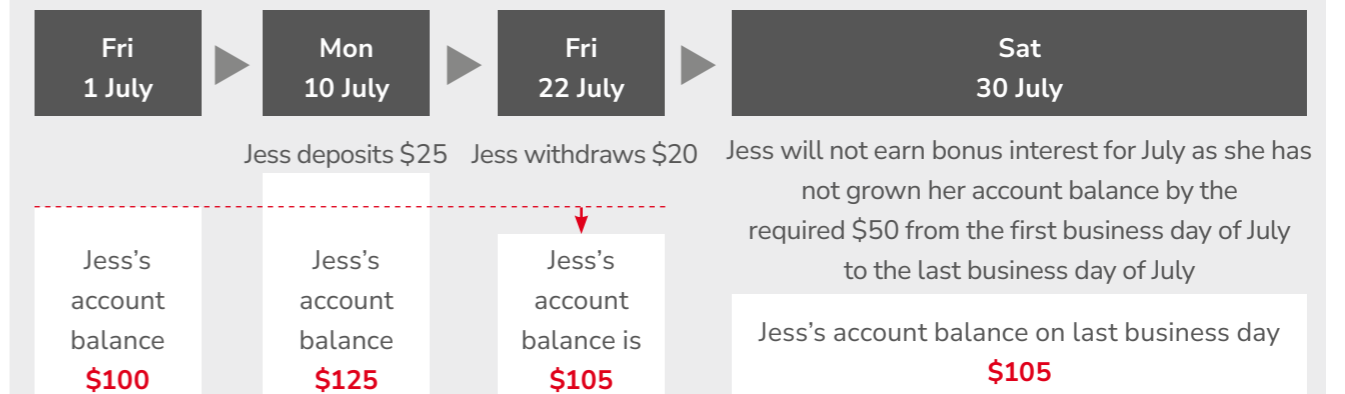 Fri
1 July
Mon
10 July
Fri
22 July
Sat
30 July
Jess deposits $25
Jess withdraws $20
Jess will not earn bonus interest for July as she has
not grown her account balance by the
required $50 from the first business day of July
to the last business day of July
Jess’s
account
balance
$100
Jess’s
account
balance
$125
Jess’s
account
balance is
$105
Jess’s account balance on last business day
$105